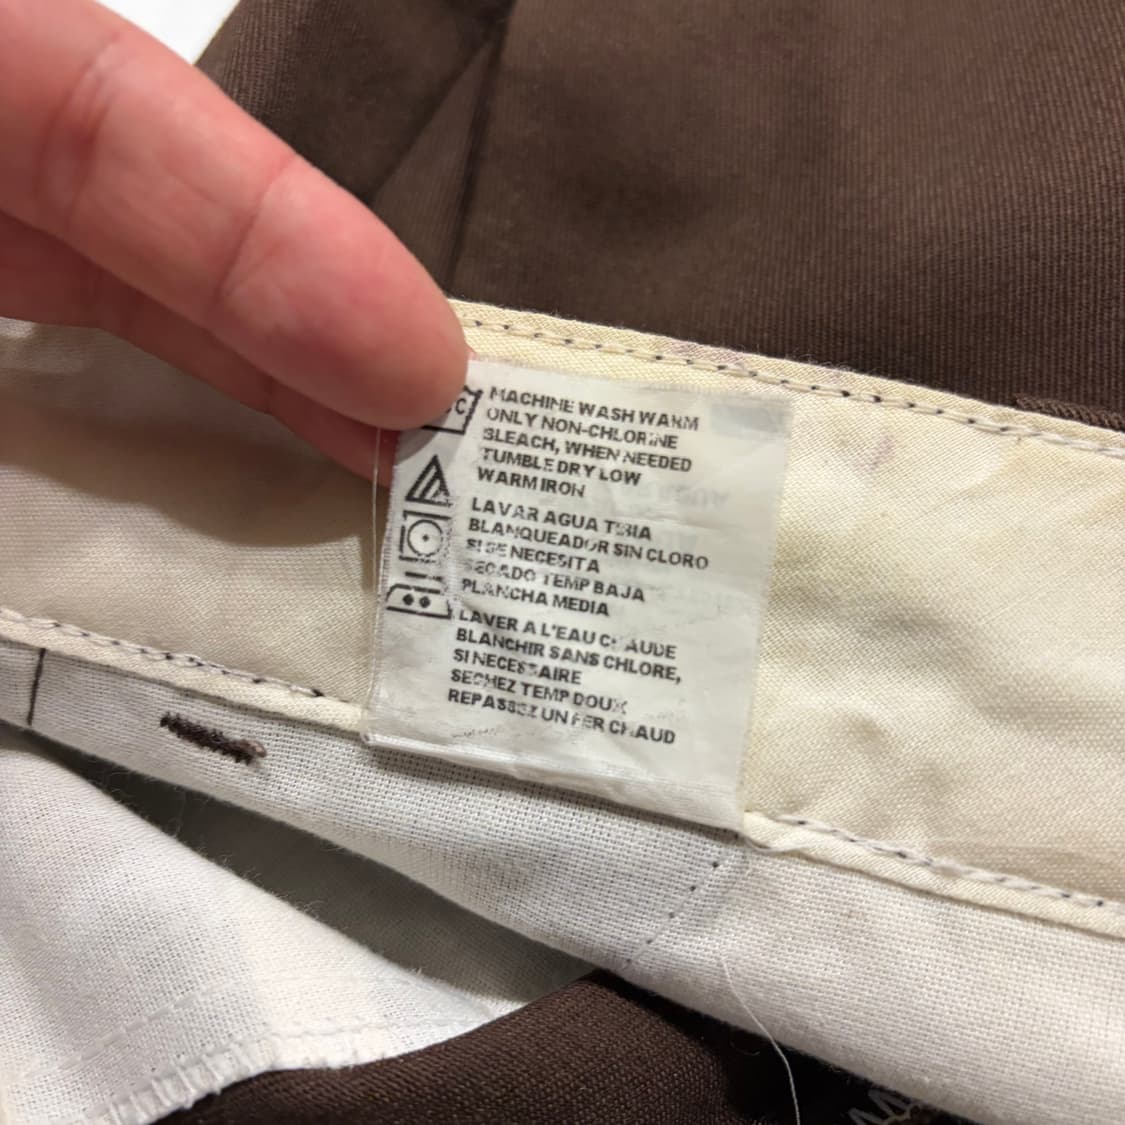 C
MACHINE WASH WARM
ONLY NON-CHLORINE
BLEACH, WHEN NEEDED
TUMBLE DRY LOW
WARM IRON
LAVAR AGUA TIBIA
BLANQUEADOR SIN CLORO
SI SE NECESITA
SECADO TEMP BAJA
PLANCHA MEDIA
LAVER A L'EAU CHAUDE
BLANCHIR SANS CHLORE,
SI NECESSAIRE
SECHEZ TEMP DOUX
REPASSEZ UN FER CHAUD